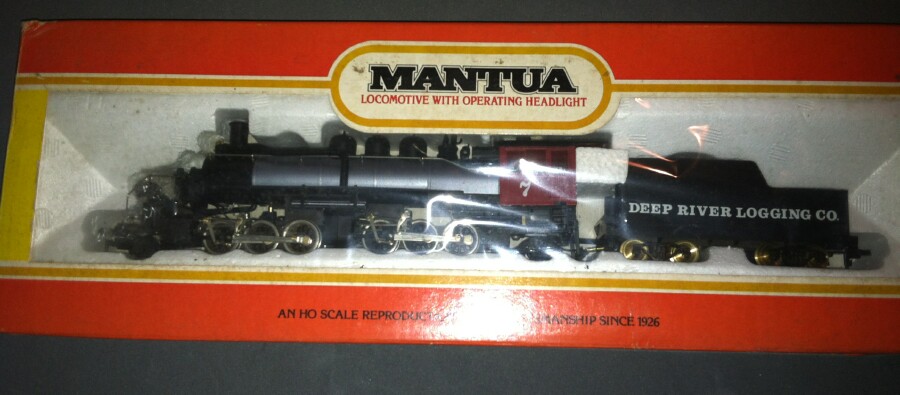 MANTUA
LOCOMOTIVE WITH OPERATING HEADLIGHT
7
DEEP RIVER LOGGING CO.
AN HO SCALE SINCE 1926